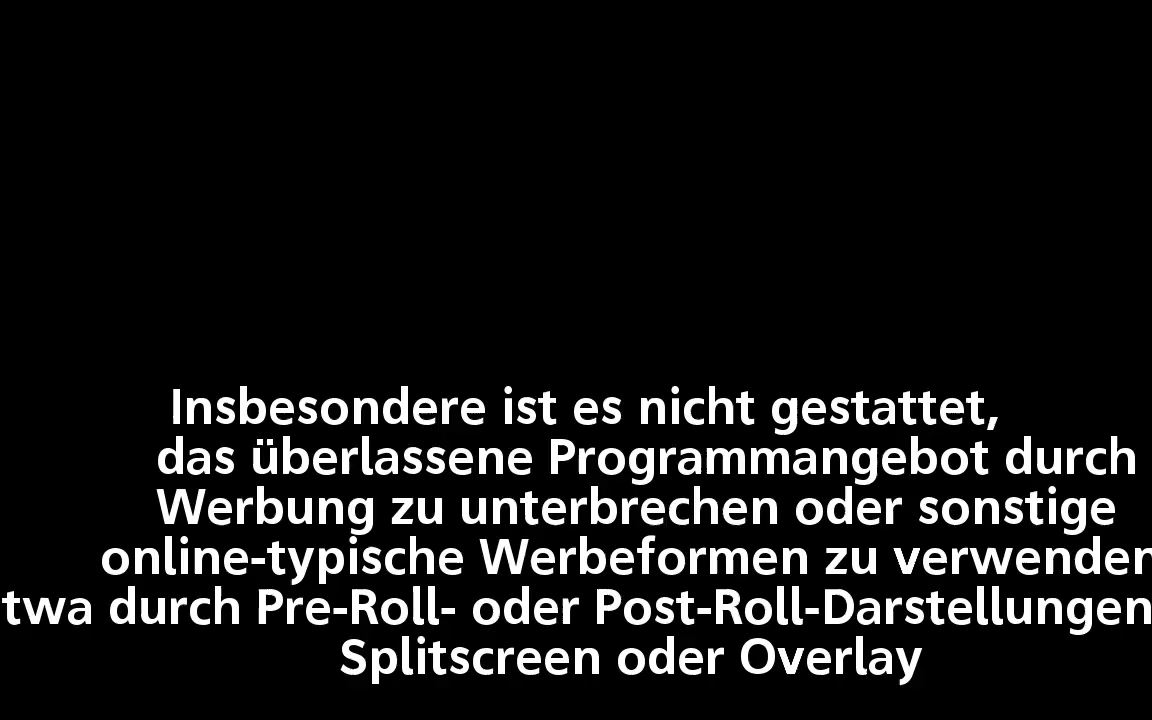 Insbesondere ist es nicht gestattet,
das überlassene Programmangebot durch
Werbung zu unterbrechen oder sonstige
online-typische Werbeformen zu verwenden
twa durch Pre-Roll- oder Post-Roll-Darstellungen
Splitscreen oder Overlay